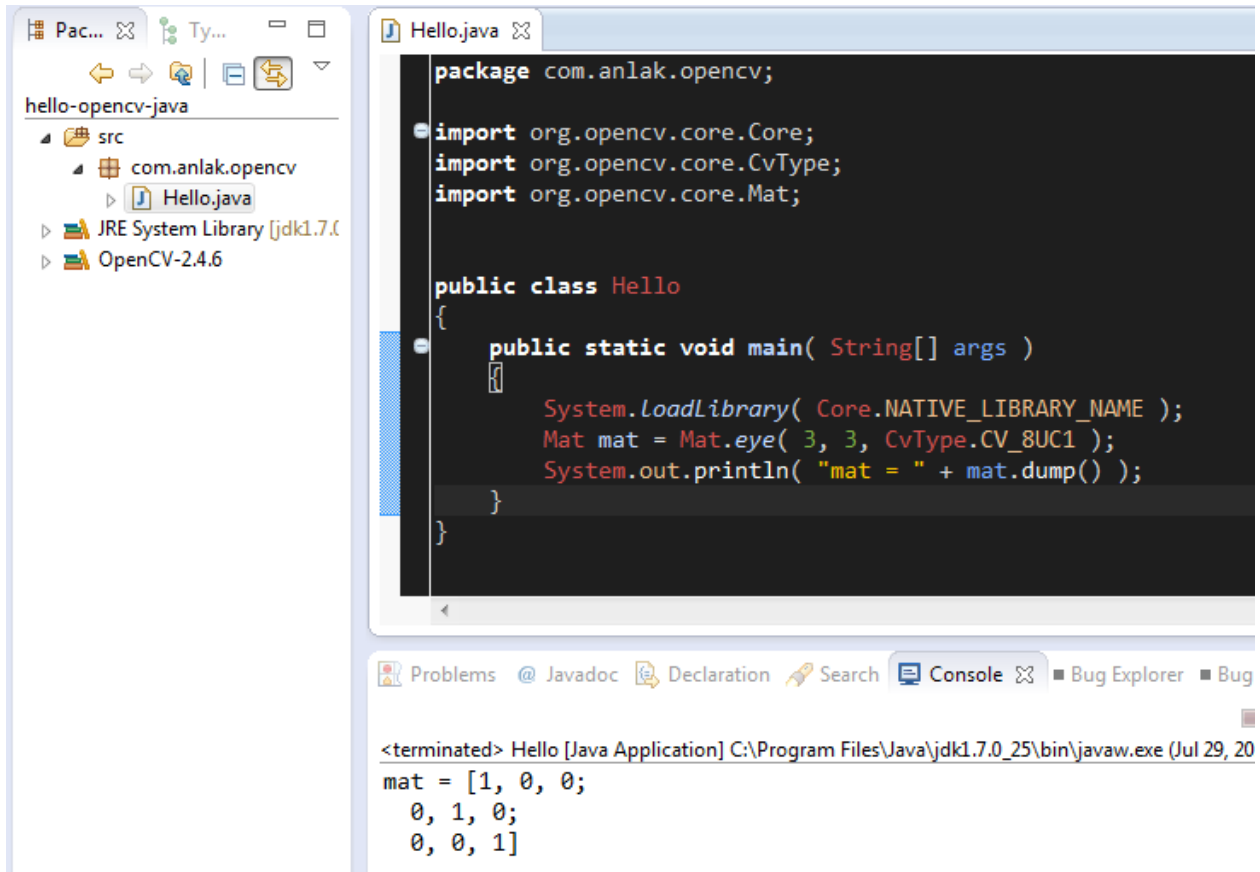 Pac... Ty...
hello-opencv-java
src
com.anlak.opencv
Hello.java
JRE System Library [jdk1.7.0
OpenCV-2.4.6
Hello.java
package com.anlak.opencv;
import org.opencv.core.Core;
import org.opencv.core.CvType;
import org.opencv.core.Mat;
public class Hello
{
public static void main( String[] args )
{
System.loadLibrary( Core.NATIVE_LIBRARY_NAME );
Mat mat = Mat.eye( 3, 3, CvType.CV_8UC1 );
System.out.println( "mat = " + mat.dump() );
}
}
Problems @ Javadoc Declaration Search Console Bug Explorer Bug
<terminated> Hello [Java Application] C:\Program Files\Java\jdk1.7.0_25\bin\javaw.exe (Jul 29, 20
mat = [1, 0, 0;
0, 1, 0;
0, 0, 1]